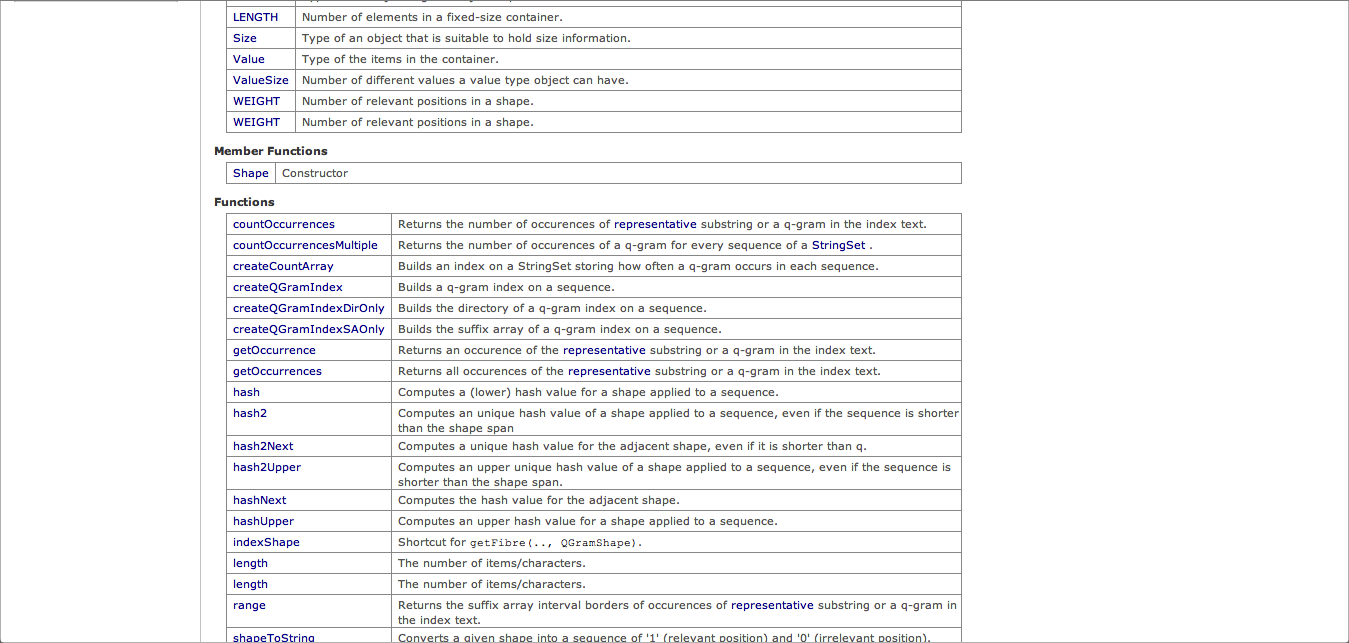 LENGTH Number of elements in a fixed-size container.
Size Type of an object that is suitable to hold size information.
Value Type of the items in the container.
ValueSize Number of different values a value type object can have.
WEIGHT Number of relevant positions in a shape.
WEIGHT Number of relevant positions in a shape.
Member Functions
Shape Constructor
Functions
countOccurrences Returns the number of occurences of representative substring or a q-gram in the index text.
countOccurrencesMultiple Returns the number of occurences of a q-gram for every sequence of a StringSet .
createCountArray Builds an index on a StringSet storing how often a q-gram occurs in each sequence.
createQGramIndex Builds a q-gram index on a sequence.
createQGramIndexDirOnly Builds the directory of a q-gram index on a sequence.
createQGramIndexSAOnly Builds the suffix array of a q-gram index on a sequence.
getOccurrence Returns an occurence of the representative substring or a q-gram in the index text.
getOccurrences Returns all occurences of the representative substring or a q-gram in the index text.
hash Computes a (lower) hash value for a shape applied to a sequence.
hash2 Computes an unique hash value of a shape applied to a sequence, even if the sequence is shorter
than the shape span
hash2Next Computes a unique hash value for the adjacent shape, even if it is shorter than q.
hash2Upper Computes an upper unique hash value of a shape applied to a sequence, even if the sequence is
shorter than the shape span.
hashNext Computes the hash value for the adjacent shape.
hashUpper Computes an upper hash value for a shape applied to a sequence.
indexShape Shortcut for getFibre(.., QGramShape).
length The number of items/characters.
length The number of items/characters.
range Returns the suffix array interval borders of occurences of representative substring or a q-gram in
the index text.
shapeToString Converts a given shape into a sequence of '1' (relevant position) and '0' (irrelevant position).